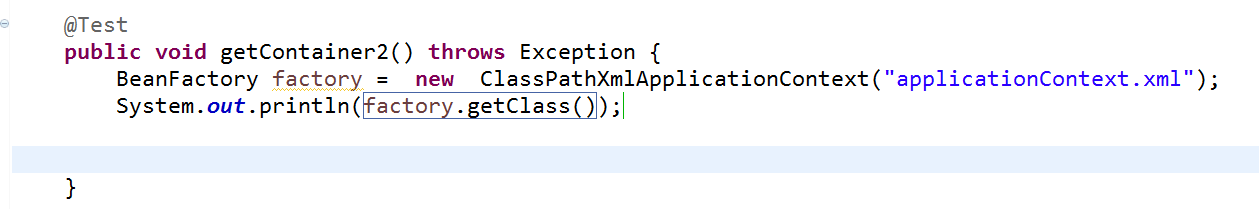 @Test
public void getContainer2() throws Exception {
BeanFactory factory = new ClassPathXmlApplicationContext("applicationContext.xml");
System.out.println(factory.getClass());
}